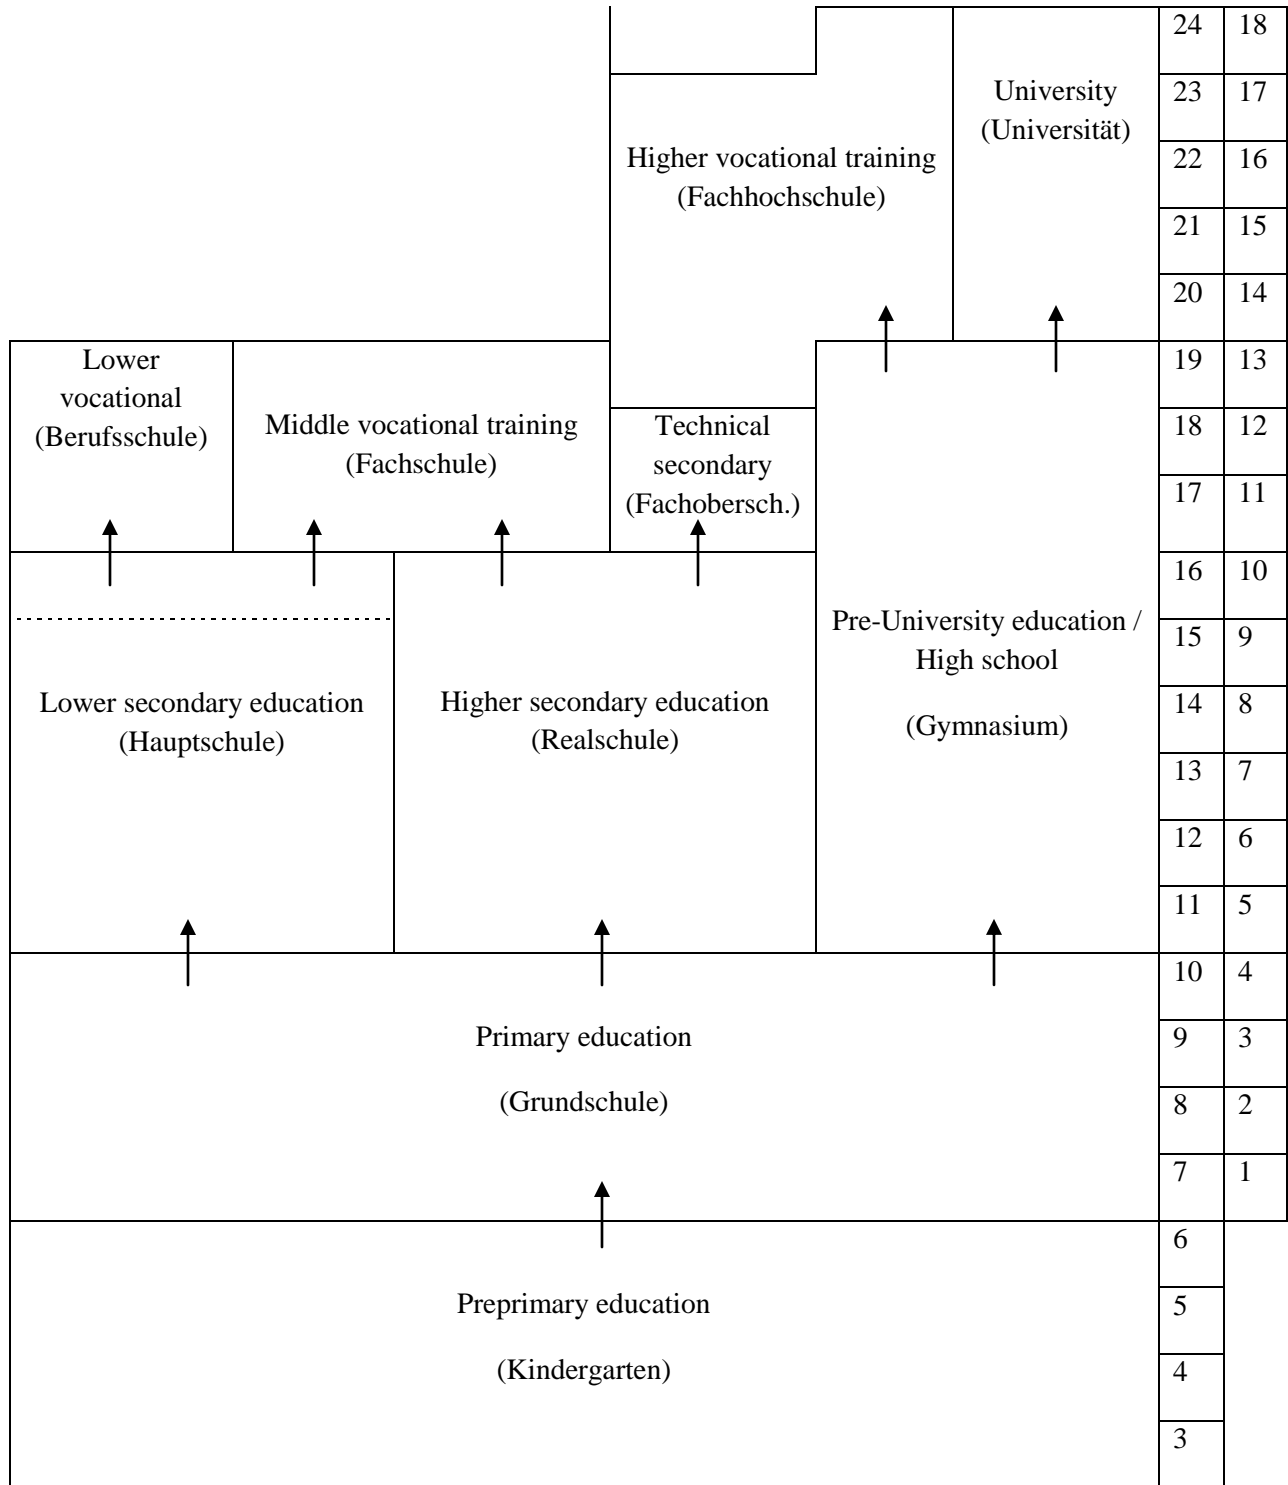 24 18
University
(Universität)
23 17
Higher vocational training
(Fachhochschule)
22 16
21 15
20 14
Lower
vocational
(Berufsschule)
19 13
Middle vocational training
(Fachschule)
Technical
secondary
(Fachobersch.)
18 12
17 11
16 10
Pre-University education /
High school
(Gymnasium)
15 9
Lower secondary education
(Hauptschule)
Higher secondary education
(Realschule)
14 8
13 7
12 6
11 5
10 4
Primary education
(Grundschule)
9 3
8 2
7 1
6
Preprimary education
(Kindergarten)
5
4
3